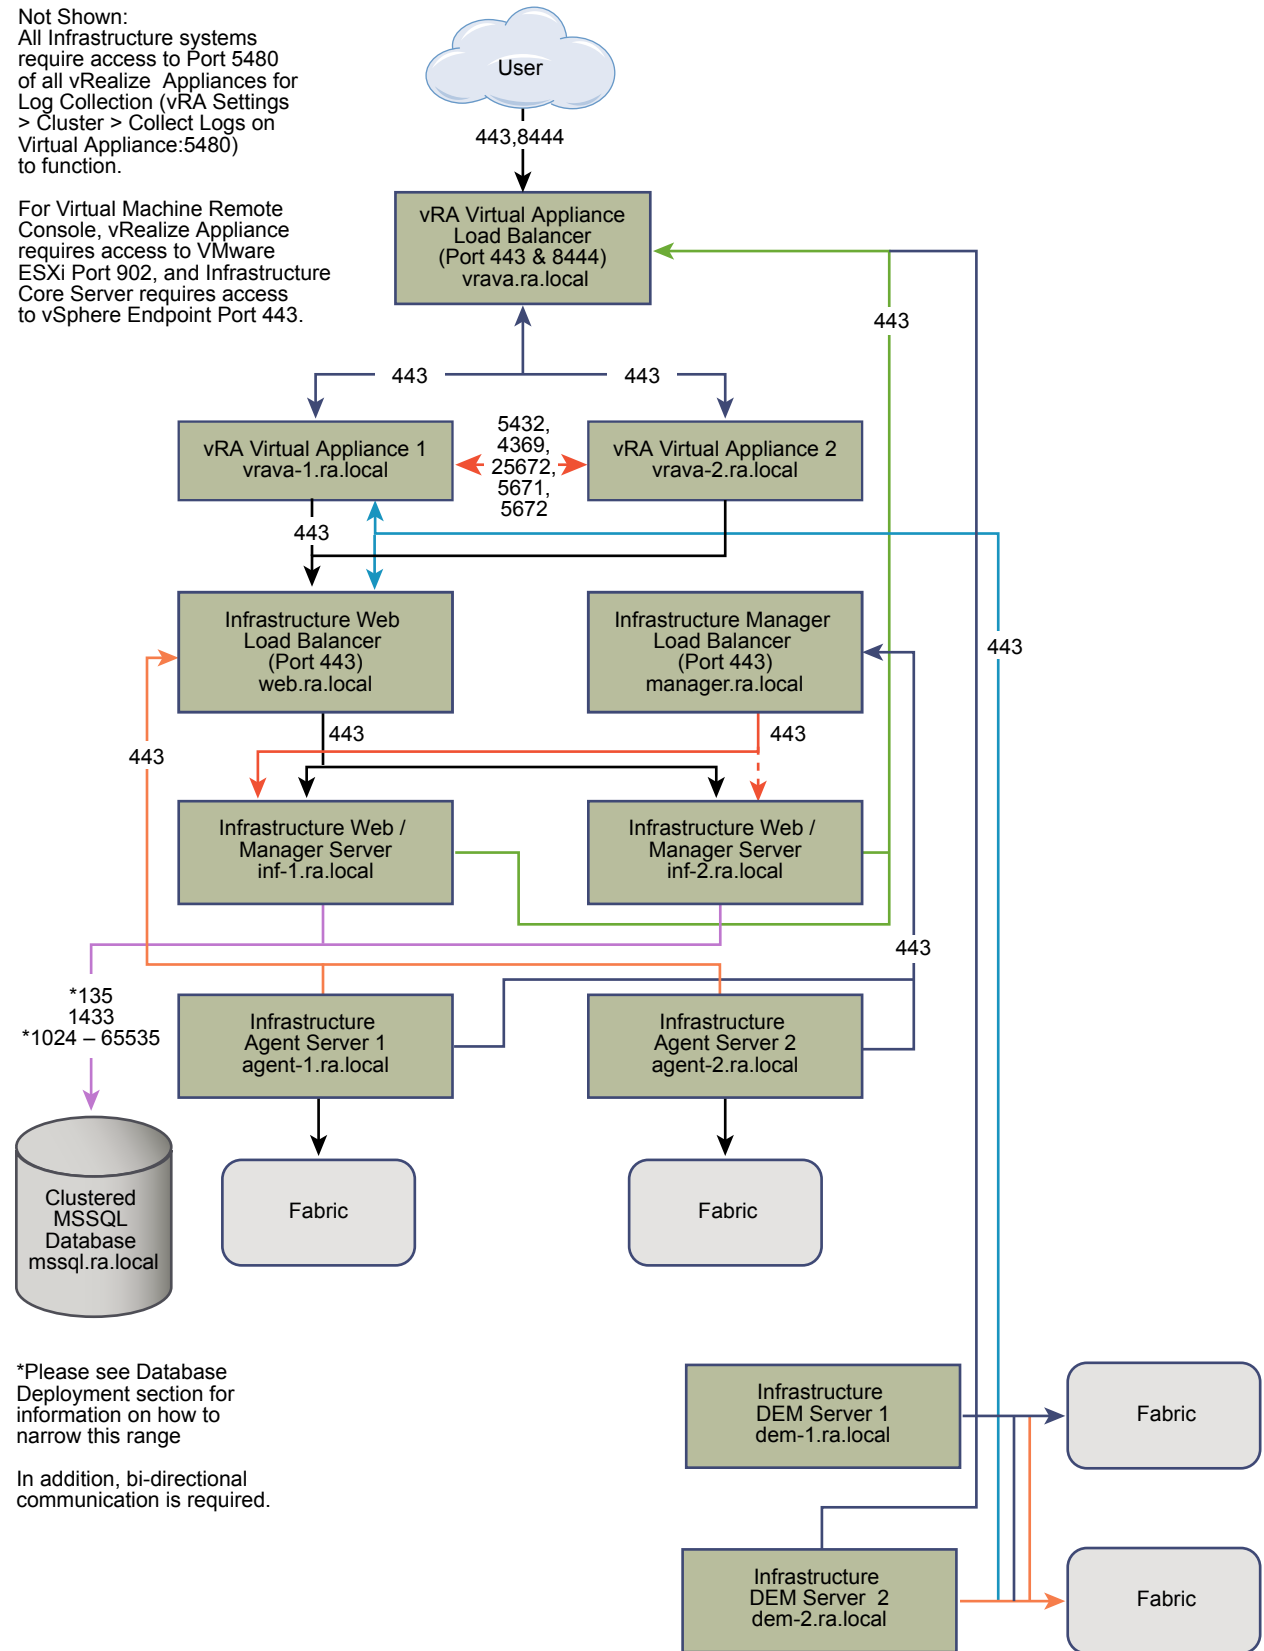 Not Shown:
All Infrastructure systems
require access to Port 5480
of all vRealize Appliances for
Log Collection (vRA Settings
> Cluster > Collect Logs on
Virtual Appliance:5480)
to function.
For Virtual Machine Remote
Console, vRealize Appliance
requires access to VMware
ESXi Port 902, and Infrastructure
Core Server requires access
to vSphere Endpoint Port 443.
User
443,8444
vRA Virtual Appliance
Load Balancer
(Port 443 & 8444)
vrava.ra.local
443
443
443
vRA Virtual Appliance 1
vrava-1.ra.local
5432,
4369,
25672,
5671,
5672
vRA Virtual Appliance 2
vrava-2.ra.local
443
Infrastructure Web
Load Balancer
(Port 443)
web.ra.local
Infrastructure Manager
Load Balancer
(Port 443)
manager.ra.local
443
443
443
443
Infrastructure Web /
Manager Server
inf-1.ra.local
Infrastructure Web /
Manager Server
inf-2.ra.local
443
*135
1433
*1024 – 65535
Infrastructure
Agent Server 1
agent-1.ra.local
Infrastructure
Agent Server 2
agent-2.ra.local
Clustered
MSSQL
Database
mssql.ra.local
Fabric
Fabric
*Please see Database
Deployment section for
information on how to
narrow this range
In addition, bi-directional
communication is required.
Infrastructure
DEM Server 1
dem-1.ra.local
Fabric
Infrastructure
DEM Server 2
dem-2.ra.local
Fabric